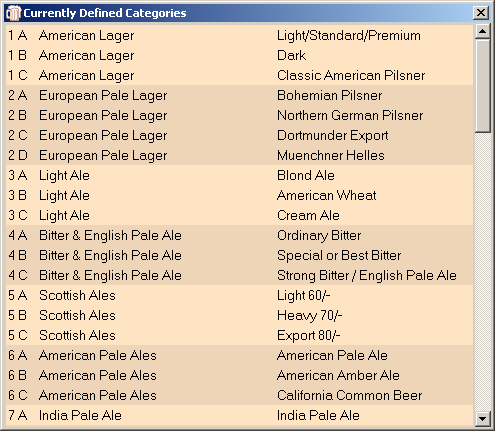 Currently Defined Categories
1 A American Lager Light/Standard/Premium
1 B American Lager Dark
1 C American Lager Classic American Pilsner
2 A European Pale Lager Bohemian Pilsner
2 B European Pale Lager Northern German Pilsner
2 C European Pale Lager Dortmunder Export
2 D European Pale Lager Muenchner Helles
3 A Light Ale Blond Ale
3 B Light Ale American Wheat
3 C Light Ale Cream Ale
4 A Bitter & English Pale Ale Ordinary Bitter
4 B Bitter & English Pale Ale Special or Best Bitter
4 C Bitter & English Pale Ale Strong Bitter / English Pale Ale
5 A Scottish Ales Light 60/-
5 B Scottish Ales Heavy 70/-
5 C Scottish Ales Export 80/-
6 A American Pale Ales American Pale Ale
6 B American Pale Ales American Amber Ale
6 C American Pale Ales California Common Beer
7 A India Pale Ale India Pale Ale